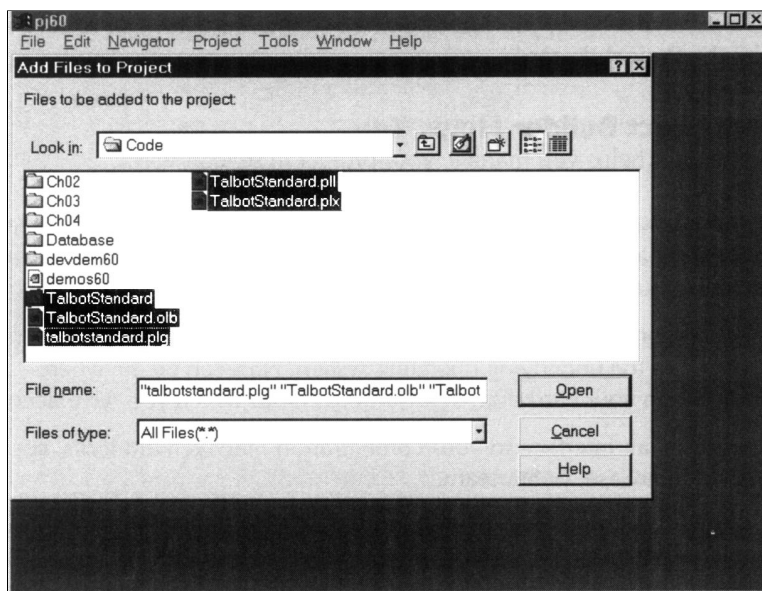 pj60
File Edit Navigator Project Tools Window Help
Add Files to Project
Files to be added to the project:
Look in: Code
Ch02
Ch03
Ch04
Database
devdem60
demos60
TalbotStandard
TalbotStandard.olb
talbotstandard.plg
TalbotStandard.pll
TalbotStandard.plx
File name: "talbotstandard.plg" "TalbotStandard.olb" "Talbot
Open
Files of type: All Files(*.*)
Cancel
Help